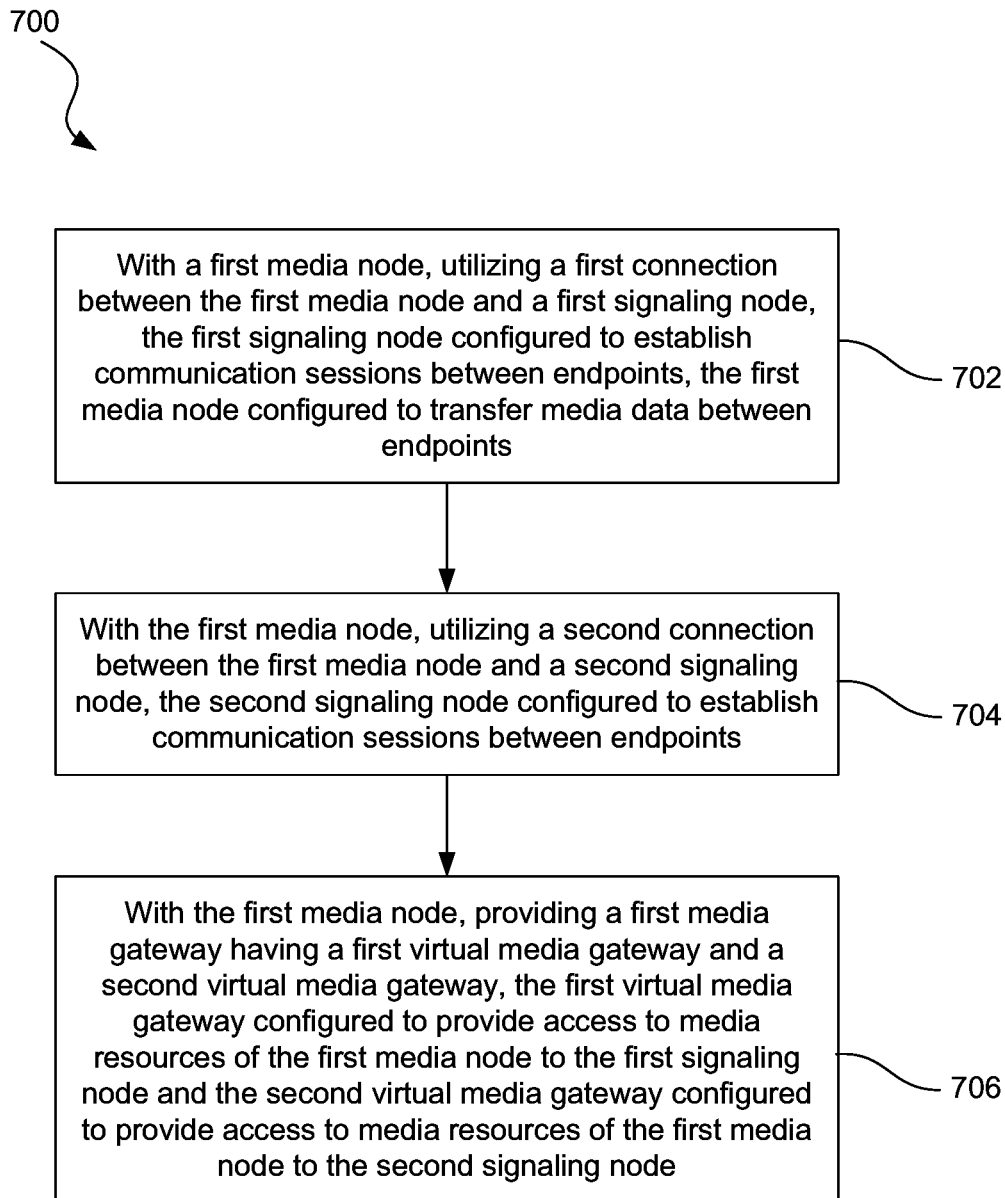 700
With a first media node, utilizing a first connection
between the first media node and a first signaling node,
the first signaling node configured to establish
communication sessions between endpoints, the first
media node configured to transfer media data between
endpoints
702
With the first media node, utilizing a second connection
between the first media node and a second signaling
node, the second signaling node configured to establish
communication sessions between endpoints
704
With the first media node, providing a first media
gateway having a first virtual media gateway and a
second virtual media gateway, the first virtual media
gateway configured to provide access to media
resources of the first media node to the first signaling
node and the second virtual media gateway configured
to provide access to media resources of the first media
node to the second signaling node
706